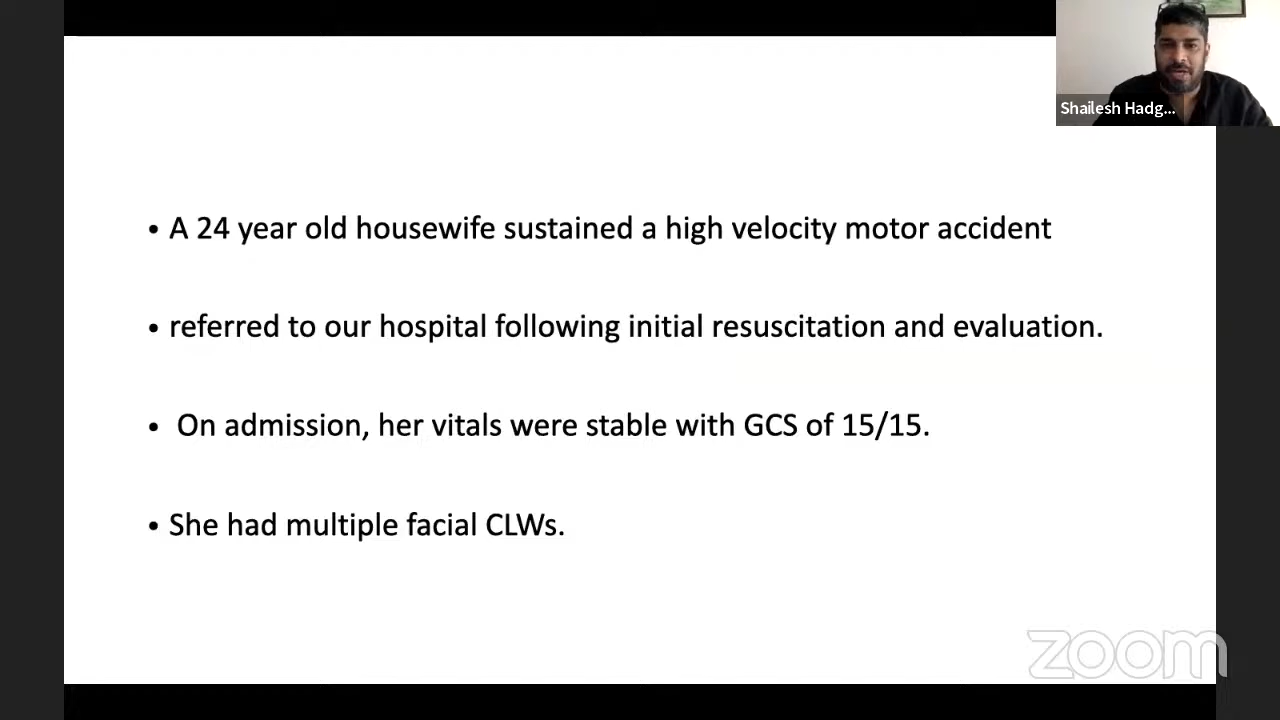 Shailesh Hadg...
• A 24 year old housewife sustained a high velocity motor accident
• referred to our hospital following initial resuscitation and evaluation.
• On admission, her vitals were stable with GCS of 15/15.
• She had multiple facial CLWs.
zoom